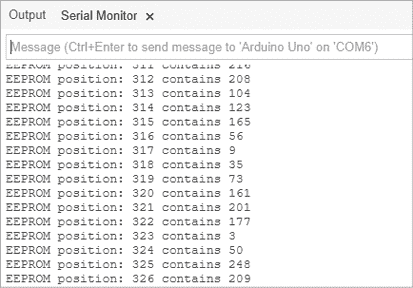 Output Serial Monitor ×
Message (Ctrl+Enter to send message to 'Arduino Uno' on 'COM6')
EEPROM position: 311 contains 216
EEPROM position: 312 contains 208
EEPROM position: 313 contains 104
EEPROM position: 314 contains 123
EEPROM position: 315 contains 165
EEPROM position: 316 contains 56
EEPROM position: 317 contains 9
EEPROM position: 318 contains 35
EEPROM position: 319 contains 73
EEPROM position: 320 contains 161
EEPROM position: 321 contains 201
EEPROM position: 322 contains 177
EEPROM position: 323 contains 3
EEPROM position: 324 contains 50
EEPROM position: 325 contains 248
EEPROM position: 326 contains 209